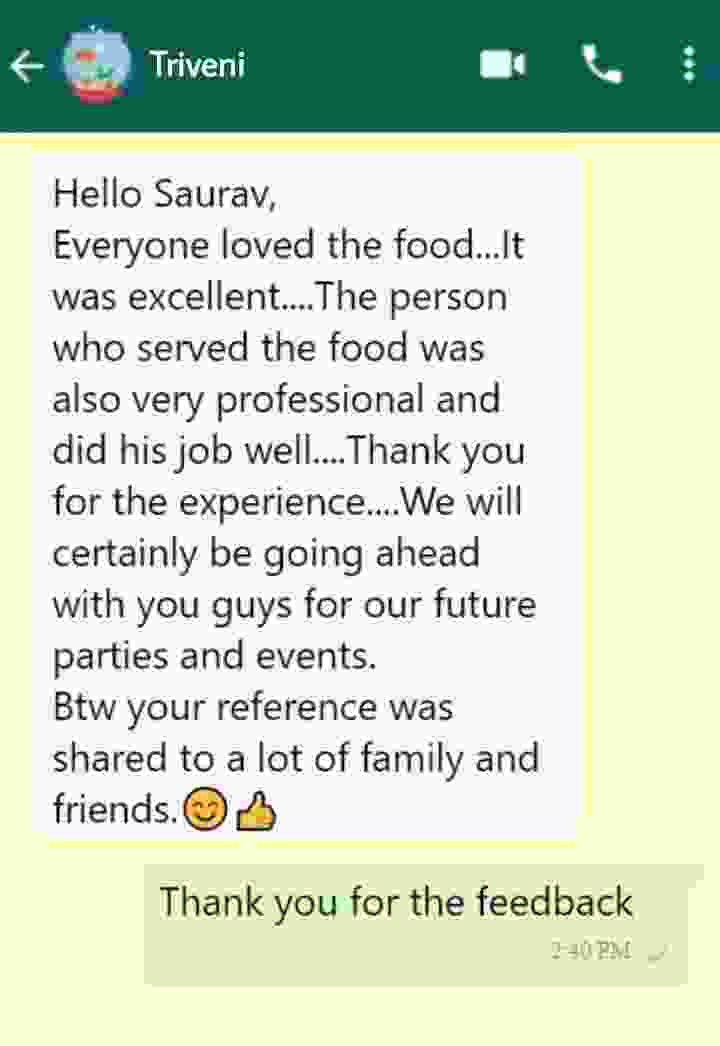 Triveni
Hello Saurav,
Everyone loved the food...It
was excellent....The person
who served the food was
also very professional and
did his job well....Thank you
for the experience....We will
certainly be going ahead
with you guys for our future
parties and events.
Btw your reference was
shared to a lot of family and
friends.😊👍
Thank you for the feedback
2:40 PM